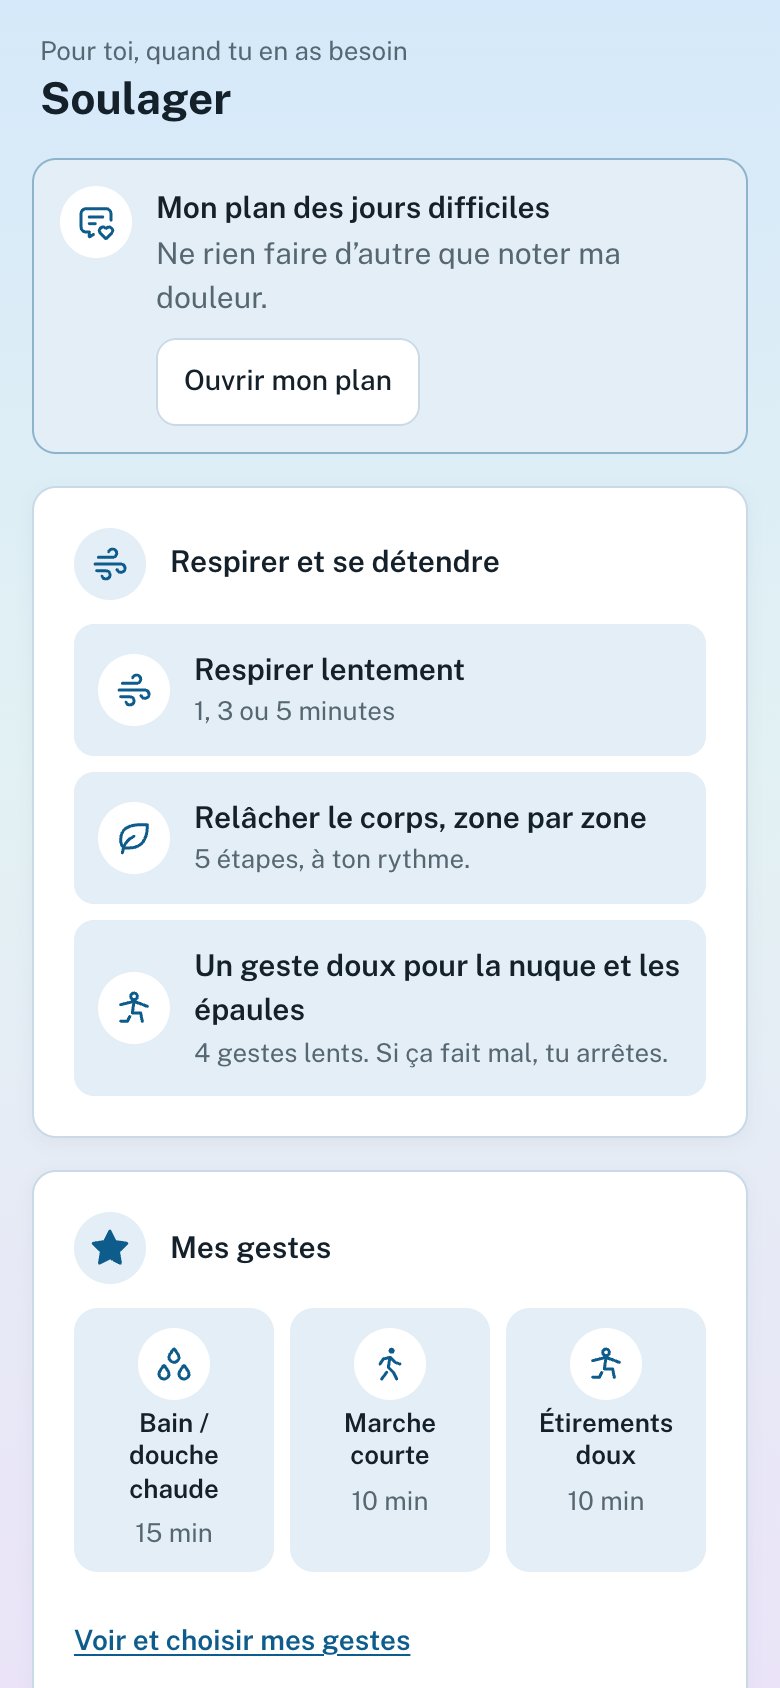 Pour toi, quand tu en as besoin
Soulager
Mon plan des jours difficiles
Ne rien faire d’autre que noter ma
douleur.
Ouvrir mon plan
Respirer et se détendre
Respirer lentement
1, 3 ou 5 minutes
Relâcher le corps, zone par zone
5 étapes, à ton rythme.
Un geste doux pour la nuque et les
épaules
4 gestes lents. Si ça fait mal, tu arrêtes.
Mes gestes
Bain /
douche
chaude
15 min
Marche
courte
10 min
Étirements
doux
10 min
Voir et choisir mes gestes